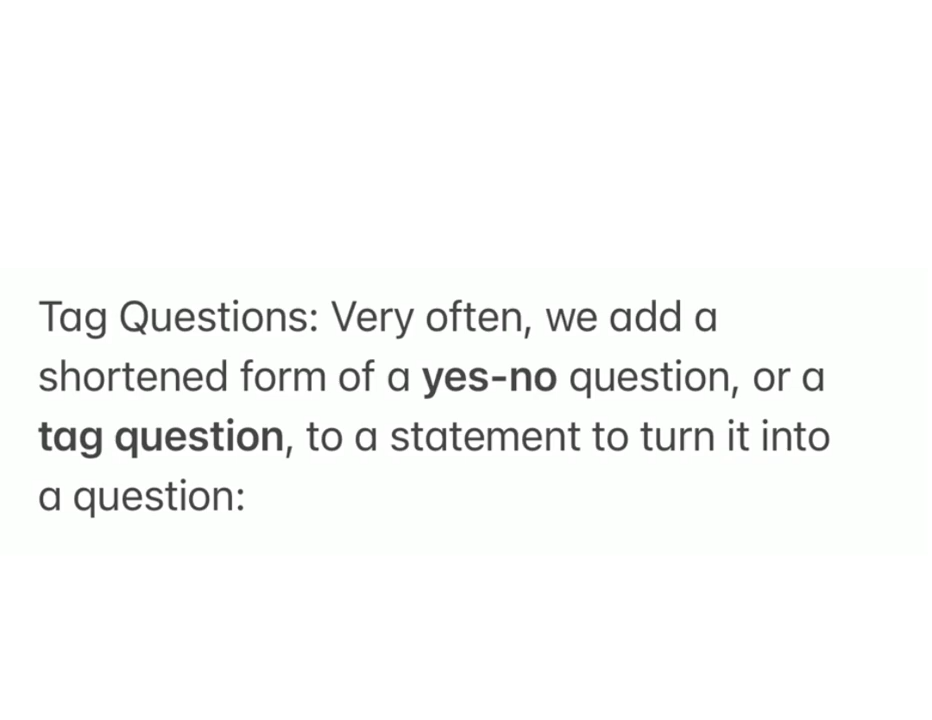 Tag Questions: Very often, we add a
shortened form of a yes-no question, or a
tag question, to a statement to turn it into
a question: